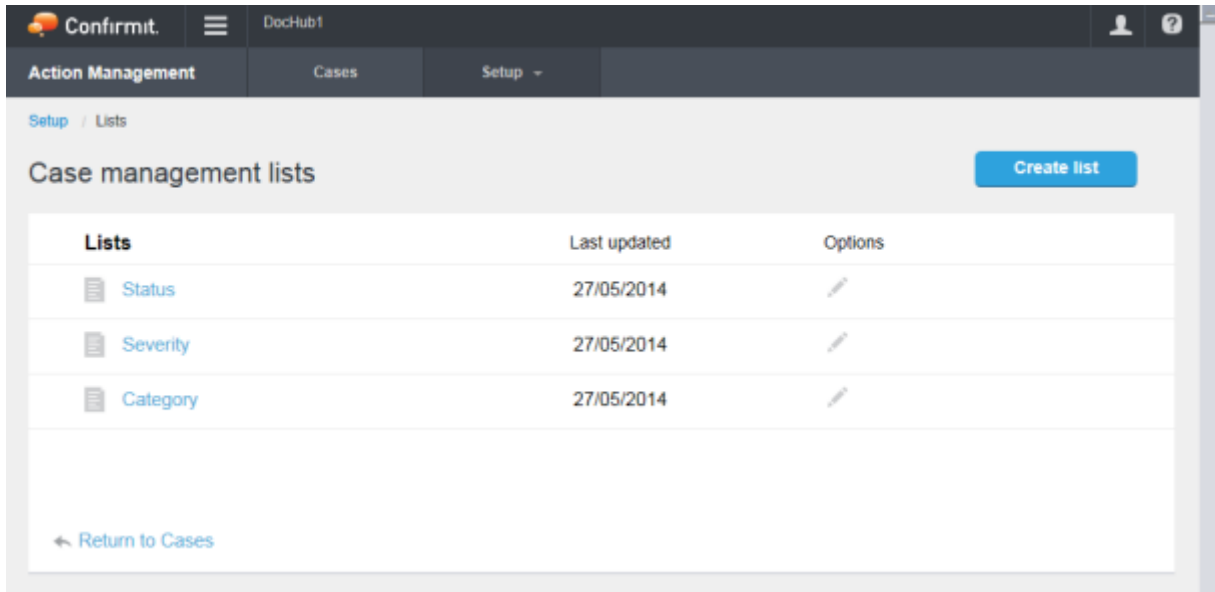 Confirmit. DocHub1
Action Management Cases Setup
Setup / Lists
Case management lists Create list
Lists Last updated Options
Status 27/05/2014
Severity 27/05/2014
Category 27/05/2014
Return to Cases